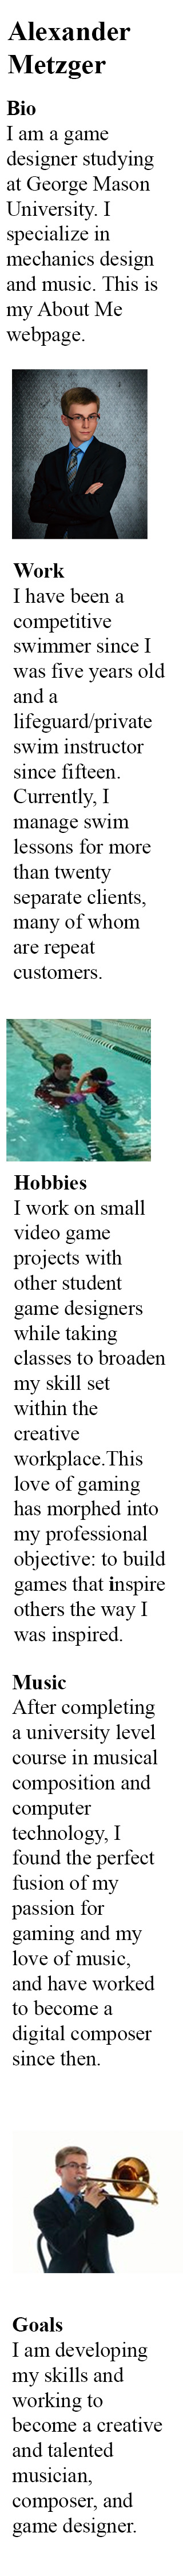 Alexander
Metzger
Bio
I am a game
designer studying
at George Mason
University. I
specialize in
mechanics design
and music. This is
my About Me
webpage.
Work
I have been a
competitive
swimmer since I
was five years old
and a
lifeguard/private
swim instructor
since fifteen.
Currently, I
manage swim
lessons for more
than twenty
separate clients,
many of whom
are repeat
customers.
Hobbies
I work on small
video game
projects with
other student
game designers
while taking
classes to broaden
my skill set
within the
creative
workplace.This
love of gaming
has morphed into
my professional
objective: to build
games that inspire
others the way I
was inspired.
Music
After completing
a university level
course in musical
composition and
computer
technology, I
found the perfect
fusion of my
passion for
gaming and my
love of music,
and have worked
to become a
digital composer
since then.
Goals
I am developing
my skills and
working to
become a creative
and talented
musician,
composer, and
game designer.